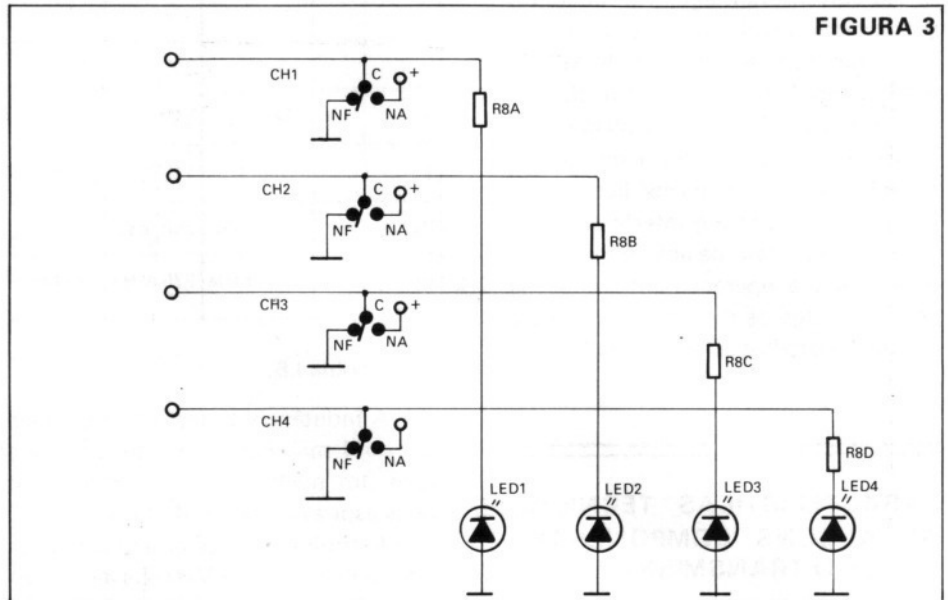 FIGURA 3
CH1
C
+
NF
NA
R8A
CH2
C
+
NF
NA
R8B
CH3
C
+
NF
NA
R8C
CH4
C
NF
NA
R8D
LED1
LED2
LED3
LED4